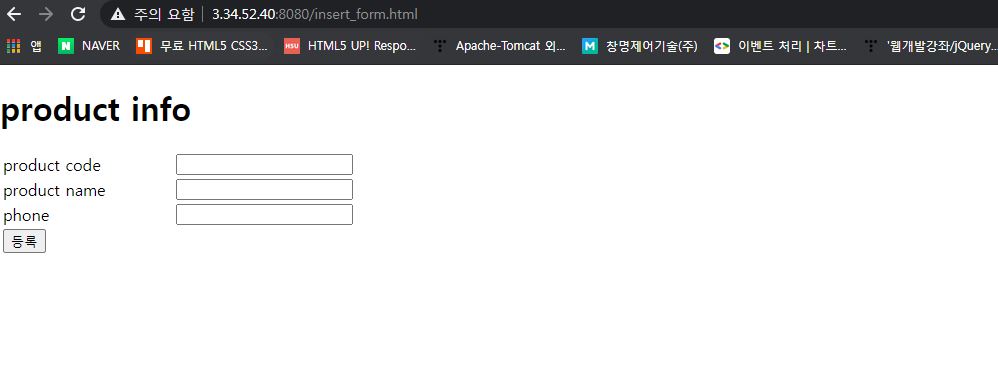 주의 요함 3.34.52.40:8080/insert_form.html
앱 NAVER 무료 HTML5 CSS3... HSU HTML5 UP! Respo... Apache-Tomcat 외... M 창명제어기술(주) 이벤트 처리 | 차트... '웹개발강좌/jQuery...
product info
product code
product name
phone
등록